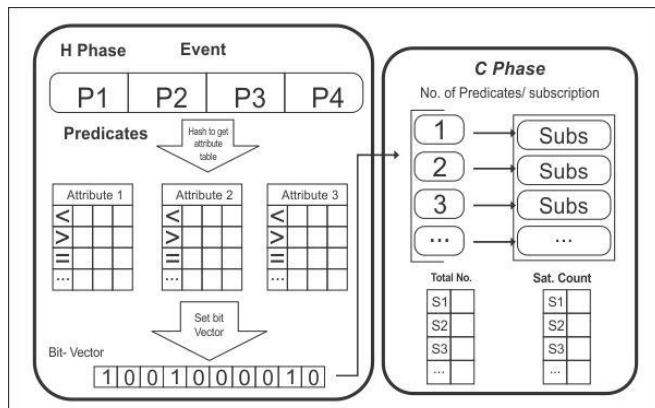 H Phase Event
P1 P2 P3 P4
Predicates
Hash to get
attribute
table
Attribute 1 Attribute 2 Attribute 3
< < <
> > >
= = =
... ... ...
Set bit
Vector
Bit- Vector
1 0 0 1 0 0 0 0 1 0
C Phase
No. of Predicates/ subscription
1 Subs
2 Subs
3 Subs
... ...
Total No. Sat. Count
S1 S1
S2 S2
S3 S3
... ...